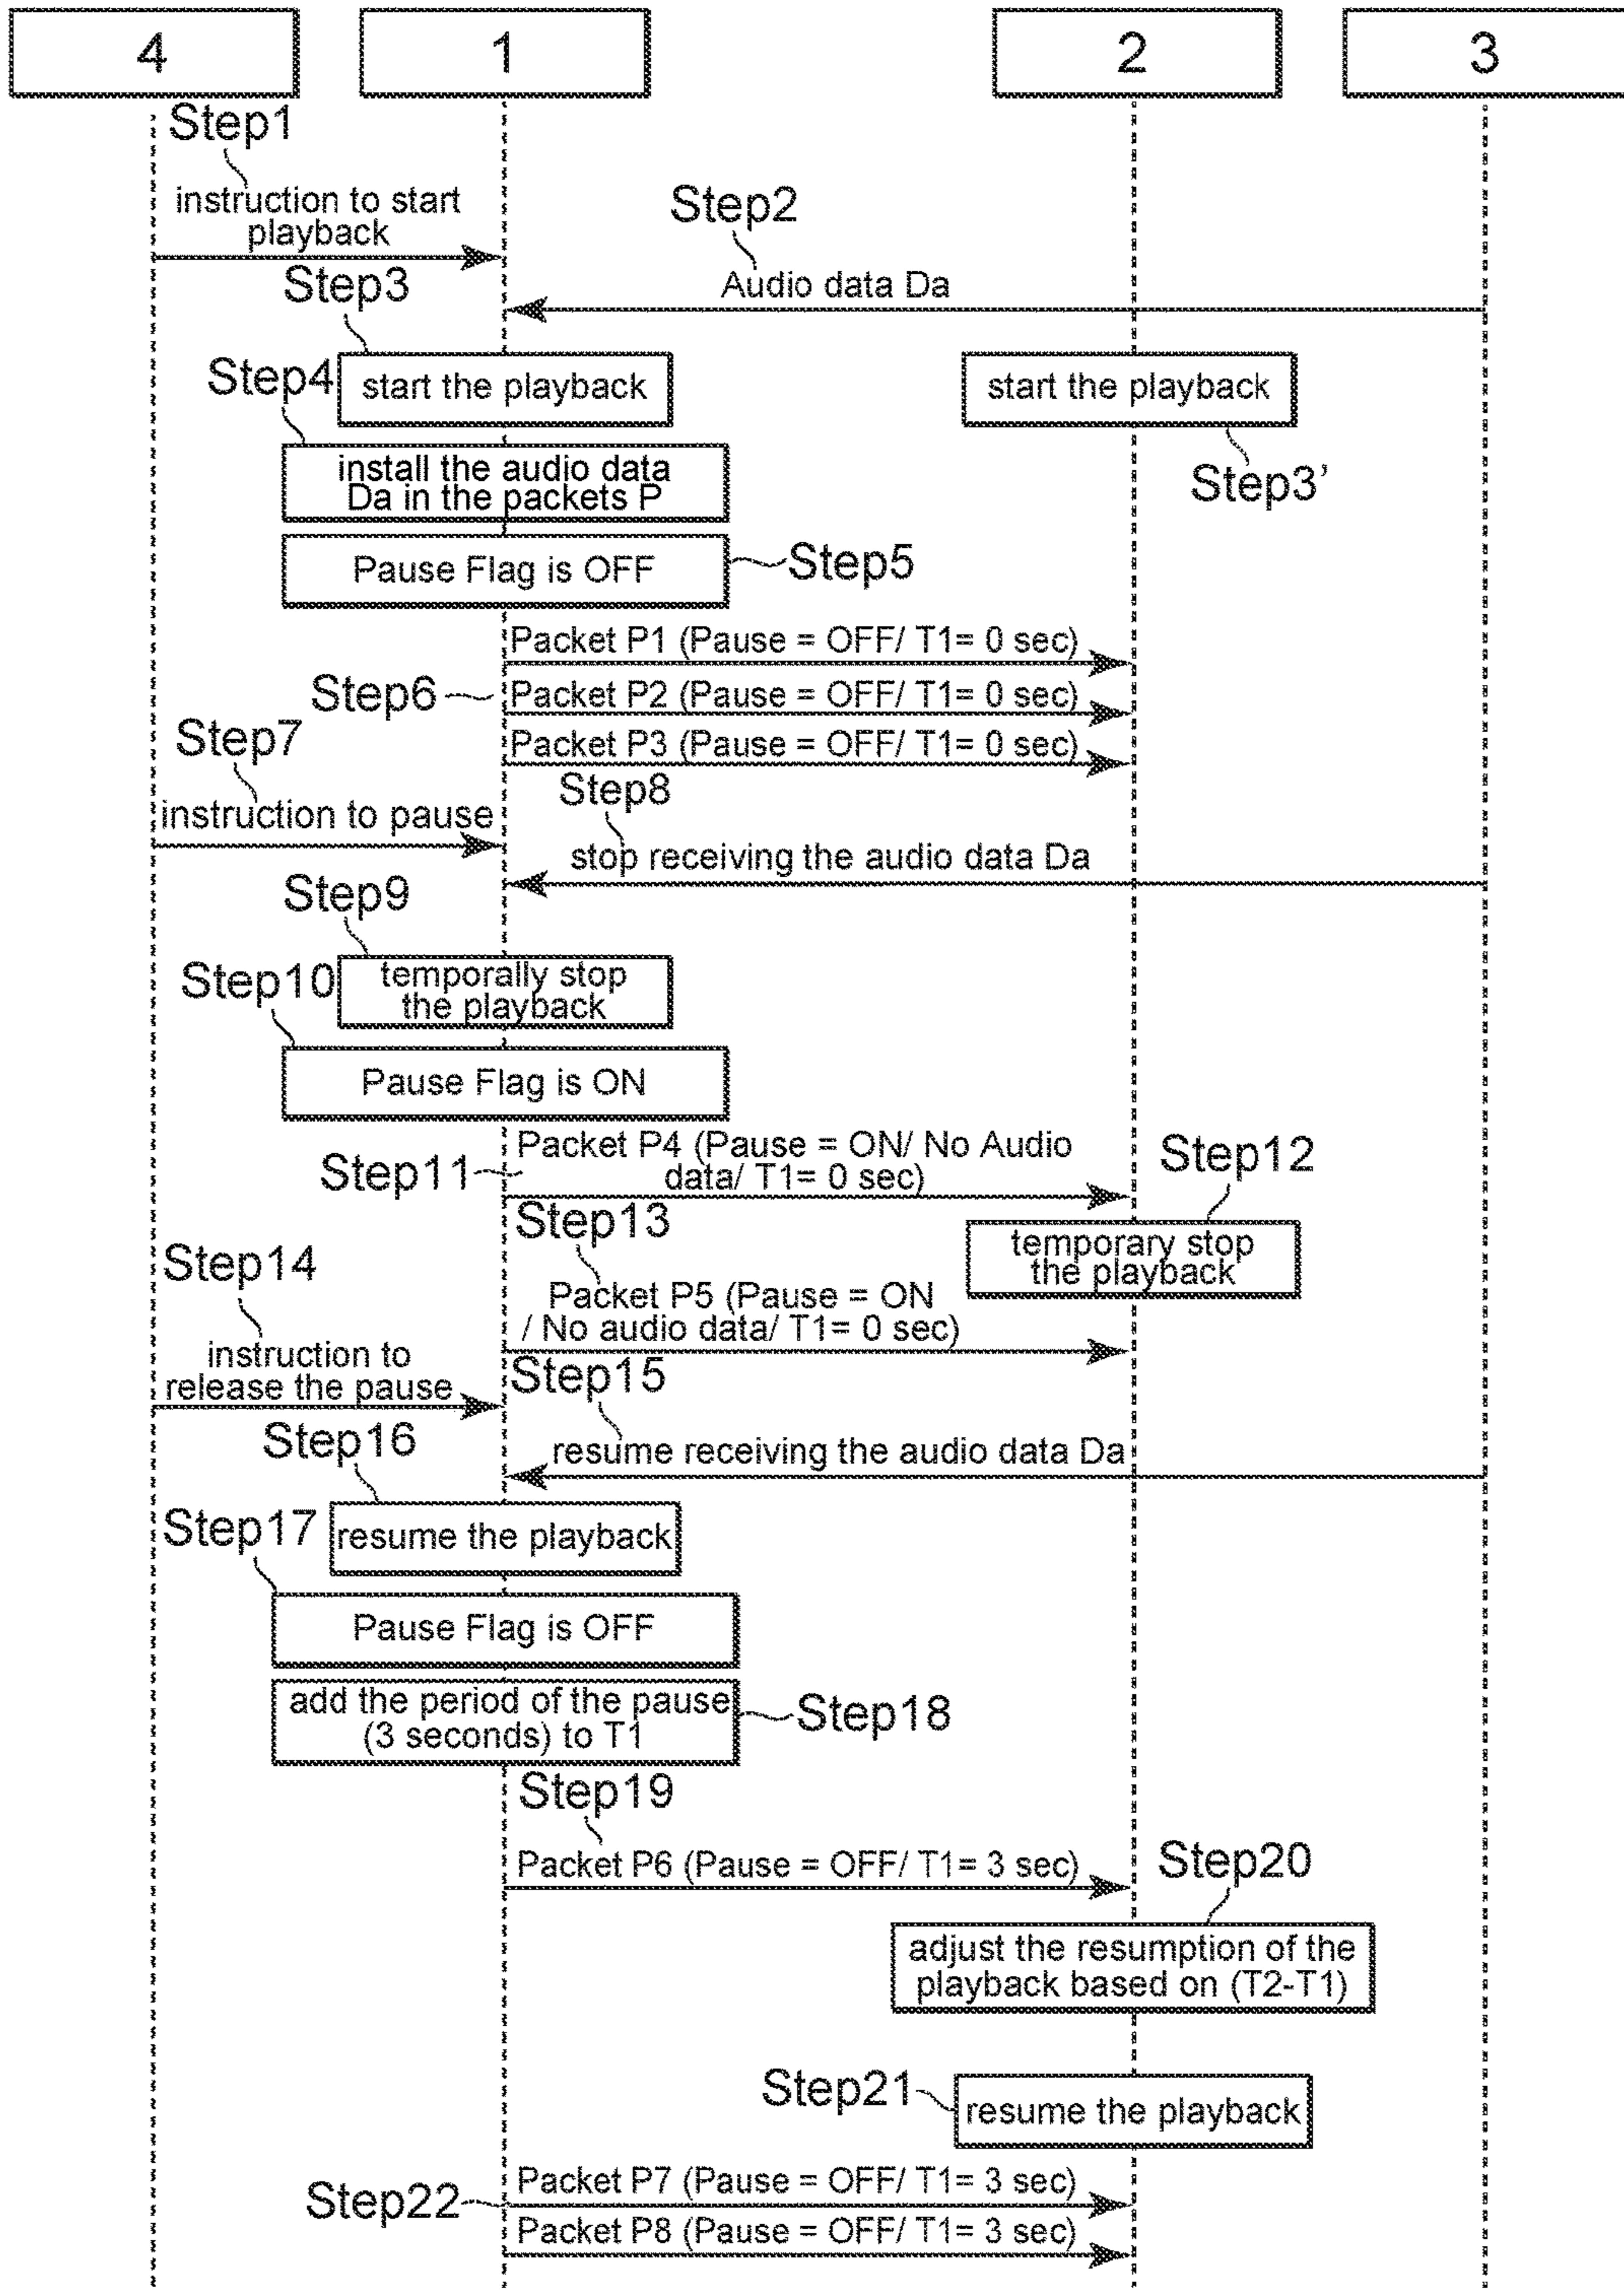 4
1
2
3
Step1
instruction to start
playback
Step2
Audio data Da
Step3
start the playback
start the playback
Step3’
Step4
install the audio data
Da in the packets P
Pause Flag is OFF
Step5
Packet P1 (Pause = OFF/ T1= 0 sec)
Step6
Packet P2 (Pause = OFF/ T1= 0 sec)
Packet P3 (Pause = OFF/ T1= 0 sec)
Step7
instruction to pause
Step8
stop receiving the audio data Da
Step9
temporally stop
the playback
Step10
Pause Flag is ON
Step11
Packet P4 (Pause = ON/ No Audio
data/ T1= 0 sec)
Step12
temporary stop
the playback
Step13
Packet P5 (Pause = ON
/ No audio data/ T1= 0 sec)
Step14
instruction to
release the pause
Step15
resume receiving the audio data Da
Step16
resume the playback
Step17
Pause Flag is OFF
add the period of the pause
(3 seconds) to T1
Step18
Step19
Packet P6 (Pause = OFF/ T1= 3 sec)
Step20
adjust the resumption of the
playback based on (T2-T1)
Step21
resume the playback
Step22
Packet P7 (Pause = OFF/ T1= 3 sec)
Packet P8 (Pause = OFF/ T1= 3 sec)